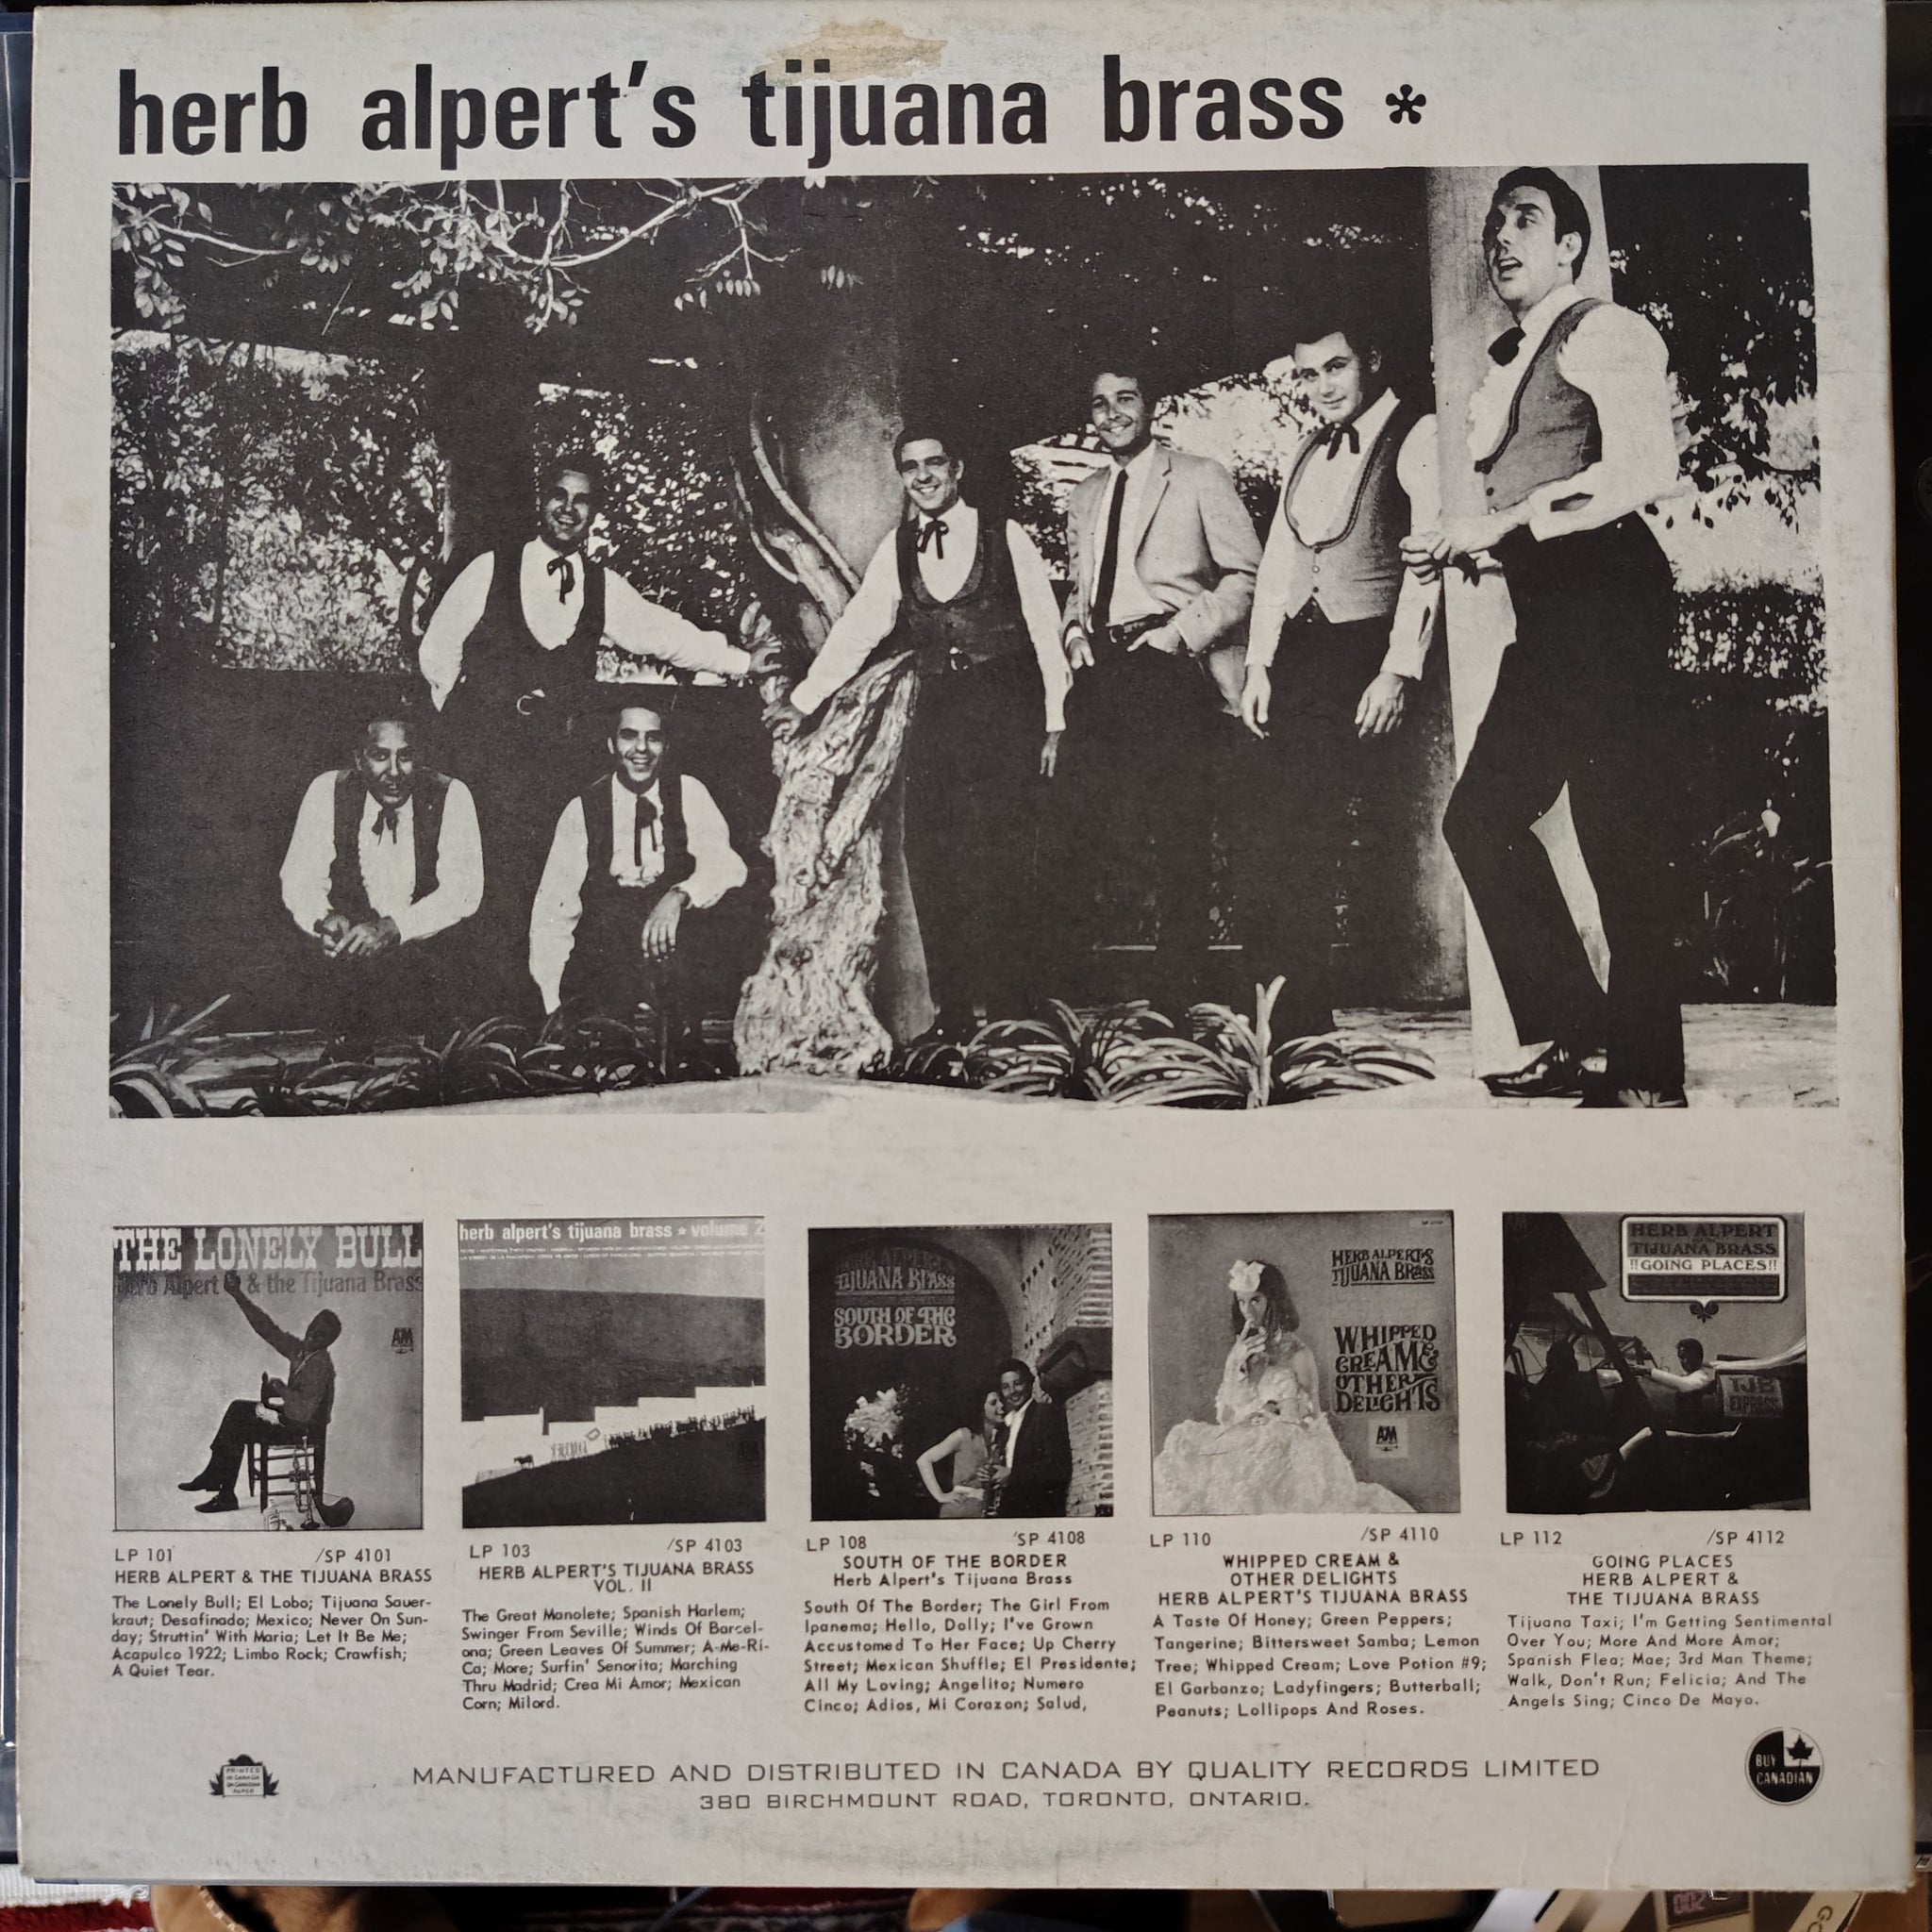 herb alpert's tijuana brass *
THE LONELY BULL
Herb Alpert & the Tijuana Brass
A&M
LP 101 /SP 4101
HERB ALPERT & THE TIJUANA BRASS
The Lonely Bull; El Lobo; Tijuana Sauer-
kraut; Desafinado; Mexico; Never On Sun-
day; Struttin' With Maria; Let It Be Me;
Acapulco 1922; Limbo Rock; Crawfish;
A Quiet Tear.
herb alpert's tijuana brass * volume 2
LP 103 /SP 4103
HERB ALPERT'S TIJUANA BRASS
VOL. II
The Great Manolete; Spanish Harlem;
Swinger From Seville; Winds Of Barcel-
ona; Green Leaves Of Summer; A-Me-Ri-
Ca; More; Surfin' Senorita; Marching
Thru Madrid; Crea Mi Amor; Mexican
Corn; Milord.
TIJUANA BRASS
SOUTH OF THE
BORDER
LP 108 'SP 4108
SOUTH OF THE BORDER
Herb Alpert's Tijuana Brass
South Of The Border; The Girl From
Ipanema; Hello, Dolly; I've Grown
Accustomed To Her Face; Up Cherry
Street; Mexican Shuffle; El Presidente;
All My Loving; Angelito; Numero
Cinco; Adios, Mi Corazon; Salud,
HERB ALPERT'S
TIJUANA BRASS
WHIPPED
CREAM &
OTHER
DELIGHTS
A&M
LP 110 /SP 4110
WHIPPED CREAM &
OTHER DELIGHTS
HERB ALPERT'S TIJUANA BRASS
A Taste Of Honey; Green Peppers;
Tangerine; Bittersweet Samba; Lemon
Tree; Whipped Cream; Love Potion #9;
El Garbanzo; Ladyfingers; Butterball;
Peanuts; Lollipops And Roses.
HERB ALPERT
TIJUANA BRASS
!!GOING PLACES!!
TJB
EXPRESS
LP 112 /SP 4112
GOING PLACES
HERB ALPERT &
THE TIJUANA BRASS
Tijuana Taxi; I'm Getting Sentimental
Over You; More And More Amor;
Spanish Flea; Mae; 3rd Man Theme;
Walk, Don't Run; Felicia; And The
Angels Sing; Cinco De Mayo.
PRINTED
IN CANADA
ON CANADIAN
PAPER
MANUFACTURED AND DISTRIBUTED IN CANADA BY QUALITY RECORDS LIMITED
380 BIRCHMOUNT ROAD, TORONTO, ONTARIO.
BUY
CANADIAN